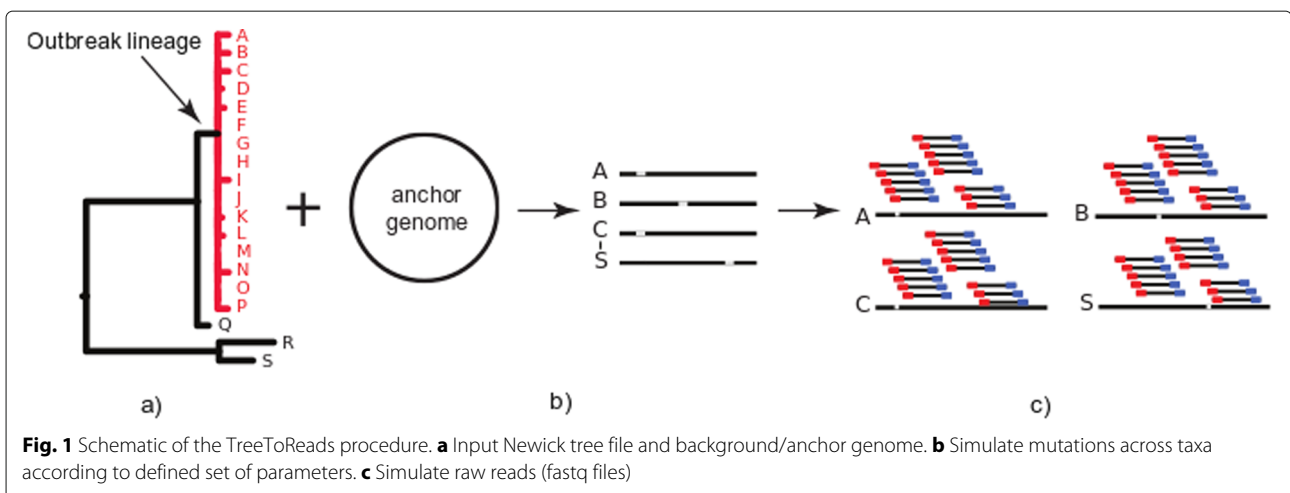 Outbreak lineage
A
B
C
D
E
F
G
H
I
J
K
L
M
N
O
P
Q
R
S
+
anchor
genome
A
B
C
S
A
B
C
S
a)
b)
c)
Fig. 1 Schematic of the TreeToReads procedure. a Input Newick tree file and background/anchor genome. b Simulate mutations across taxa
according to defined set of parameters. c Simulate raw reads (fastq files)